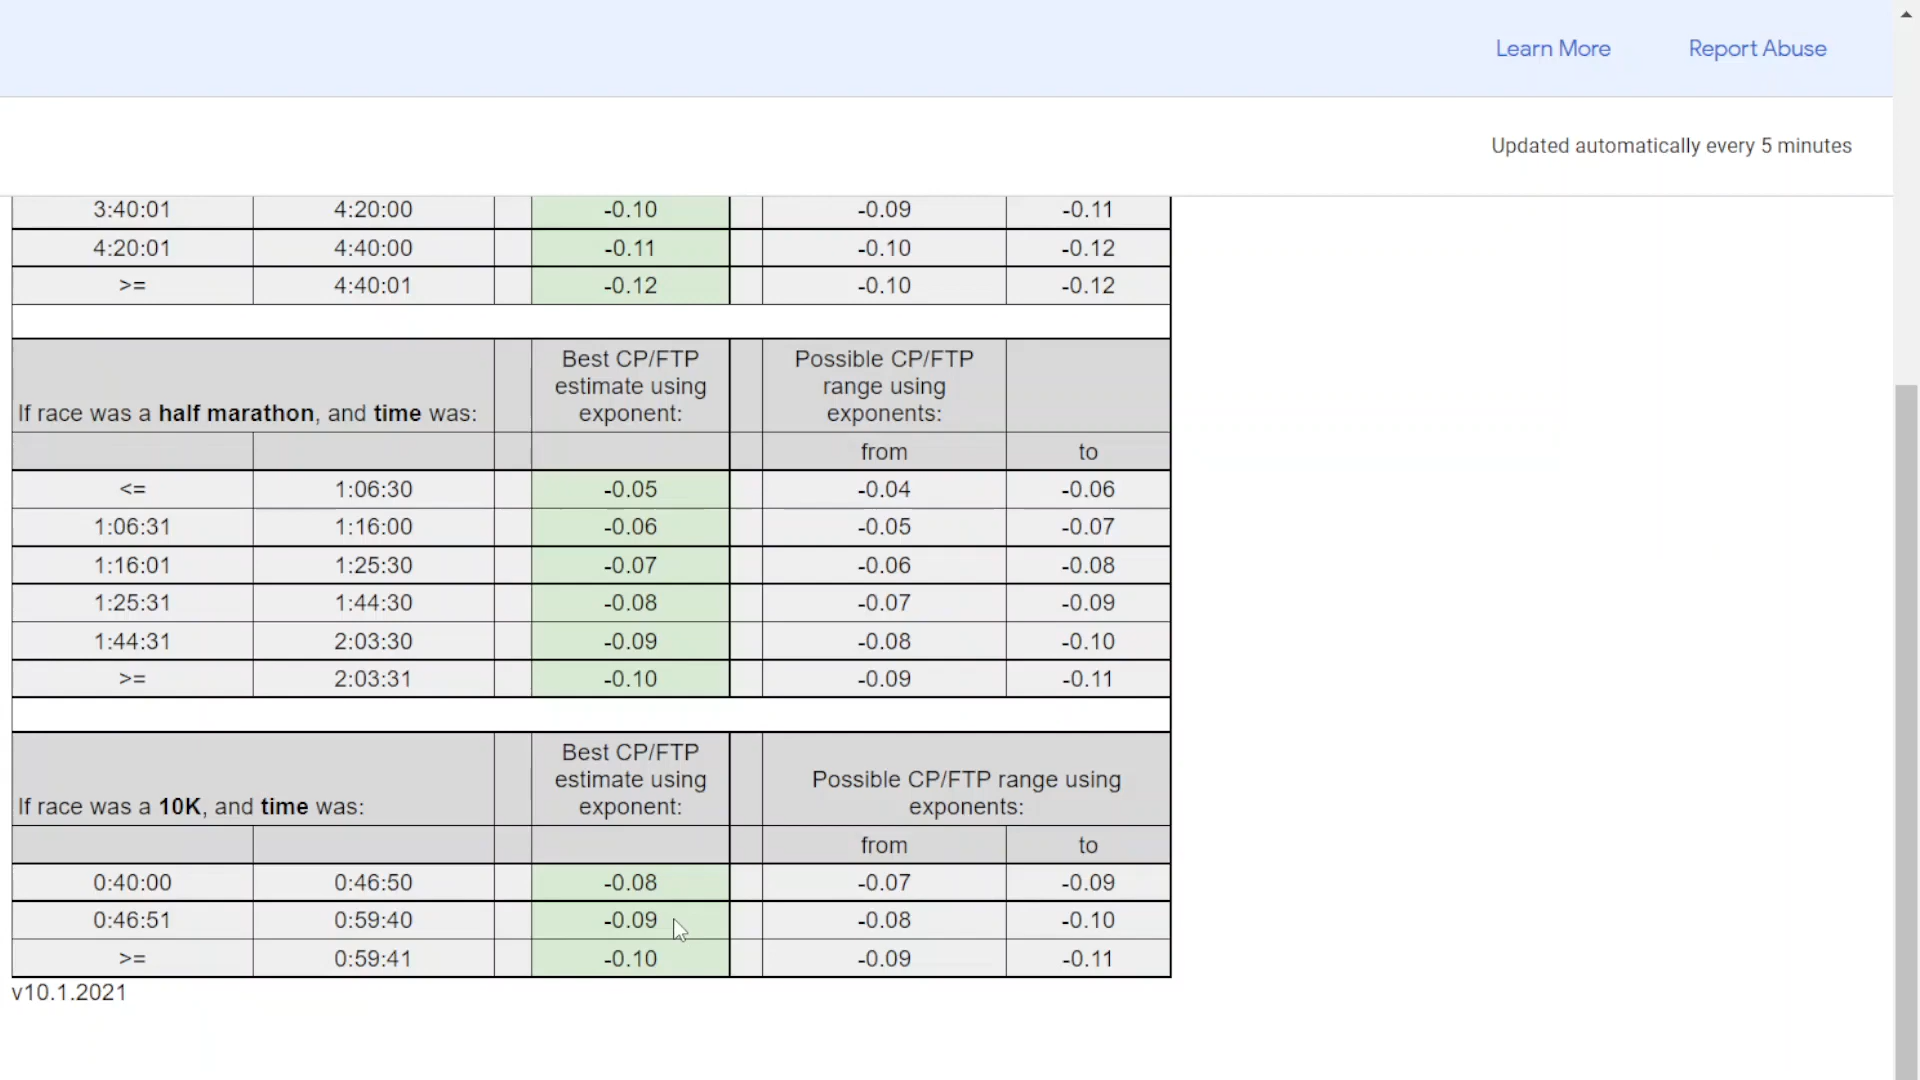 Learn More Report Abuse
Updated automatically every 5 minutes
3:40:01 4:20:00 -0.10 -0.09 -0.11
4:20:01 4:40:00 -0.11 -0.10 -0.12
>= 4:40:01 -0.12 -0.10 -0.12
If race was a half marathon, and time was:
Best CP/FTP
estimate using
exponent:
Possible CP/FTP
range using
exponents:
from to
<= 1:06:30 -0.05 -0.04 -0.06
1:06:31 1:16:00 -0.06 -0.05 -0.07
1:16:01 1:25:30 -0.07 -0.06 -0.08
1:25:31 1:44:30 -0.08 -0.07 -0.09
1:44:31 2:03:30 -0.09 -0.08 -0.10
>= 2:03:31 -0.10 -0.09 -0.11
If race was a 10K, and time was:
Best CP/FTP
estimate using
exponent:
Possible CP/FTP range using
exponents:
from to
0:40:00 0:46:50 -0.08 -0.07 -0.09
0:46:51 0:59:40 -0.09 -0.08 -0.10
>= 0:59:41 -0.10 -0.09 -0.11
v10.1.2021